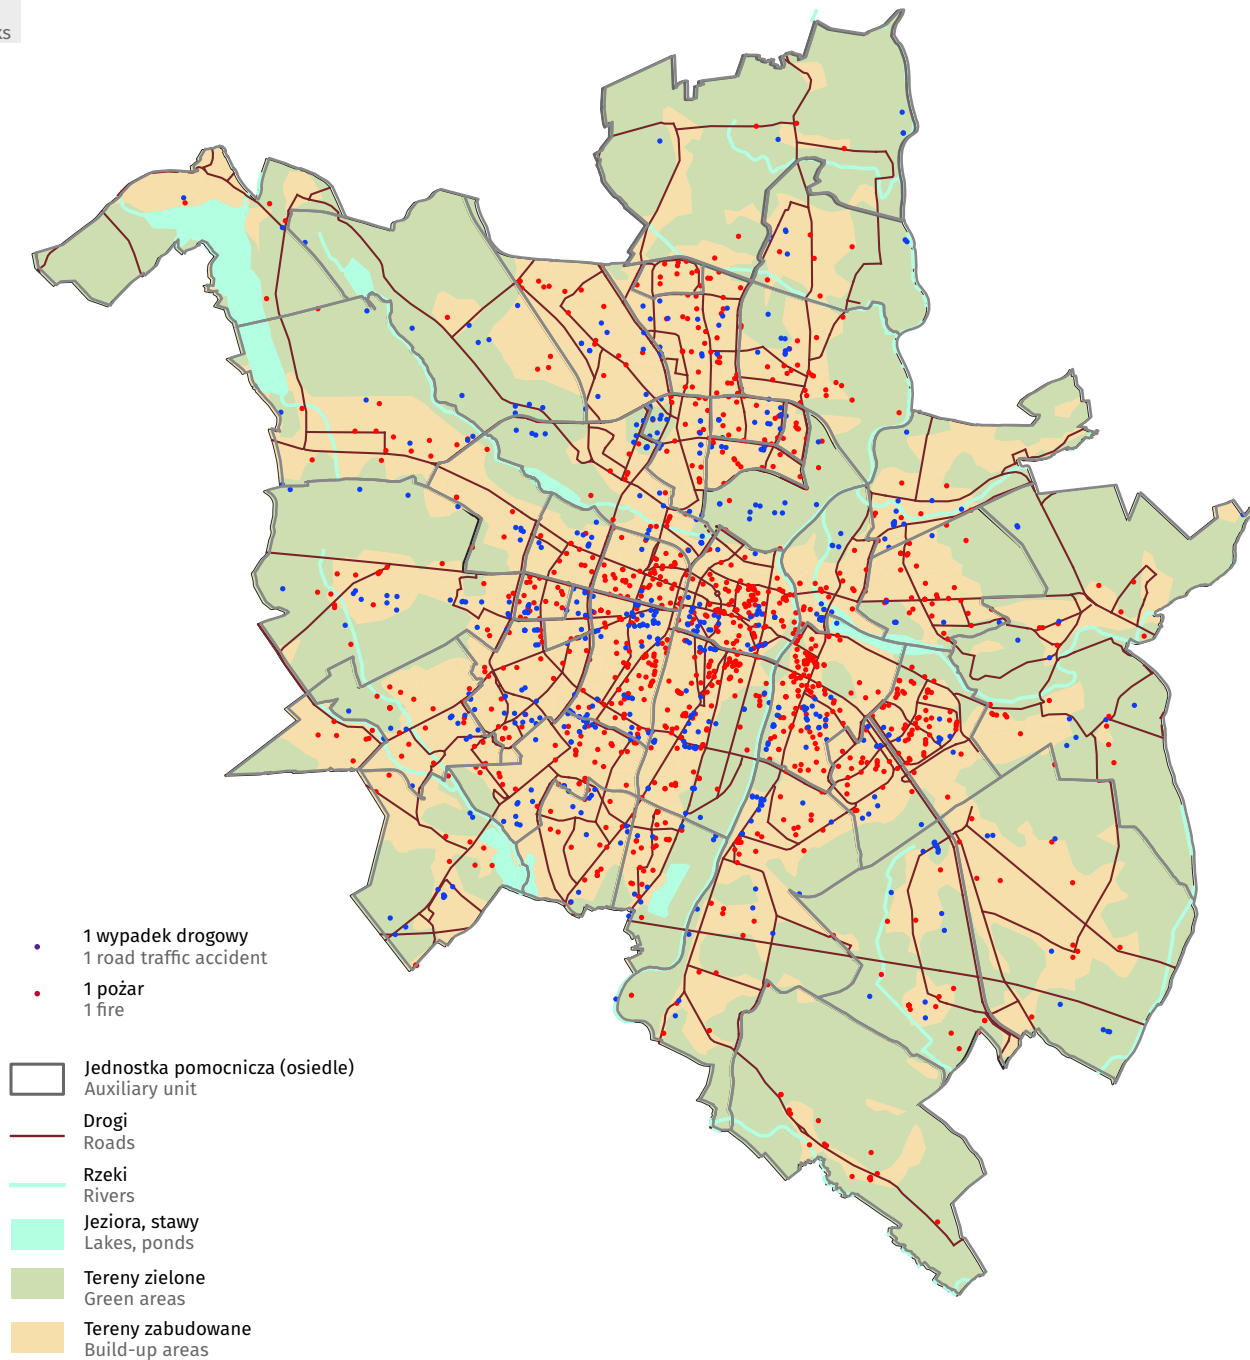 1 wypadek drogowy
1 road traffic accident
1 pożar
1 fire
Jednostka pomocnicza (osiedle)
Auxiliary unit
Drogi
Roads
Rzeki
Rivers
Jeziora, stawy
Lakes, ponds
Tereny zielone
Green areas
Tereny zabudowane
Build-up areas